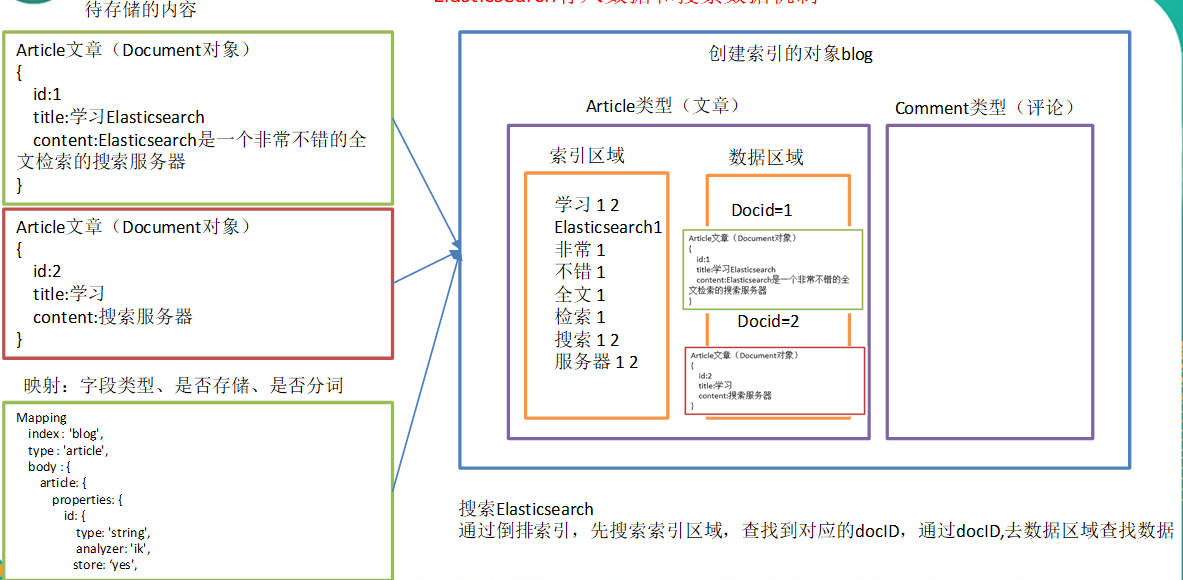 待存储的内容
Article文章（Document对象）
{
id:1
title:学习Elasticsearch
content:Elasticsearch是一个非常不错的全
文检索的搜索服务器
}
Article文章（Document对象）
{
id:2
title:学习
content:搜索服务器
}
映射：字段类型、是否存储、是否分词
Mapping
index : 'blog',
type : 'article',
body : {
article: {
properties: {
id: {
type: 'string',
analyzer: 'ik',
store: 'yes',
创建索引的对象blog
Article类型（文章）
索引区域
学习 1 2
Elasticsearch1
非常 1
不错 1
全文 1
检索 1
搜索 1 2
服务器 1 2
数据区域
Docid=1
Article文章（Document对象）
{
id:1
title:学习Elasticsearch
content:Elasticsearch是一个非常不错的全
文检索的搜索服务器
}
Docid=2
Article文章（Document对象）
{
id:2
title:学习
content:搜索服务器
}
Comment类型（评论）
搜索Elasticsearch
通过倒排索引，先搜索索引区域，查找到对应的docID，通过docID,去数据区域查找数据